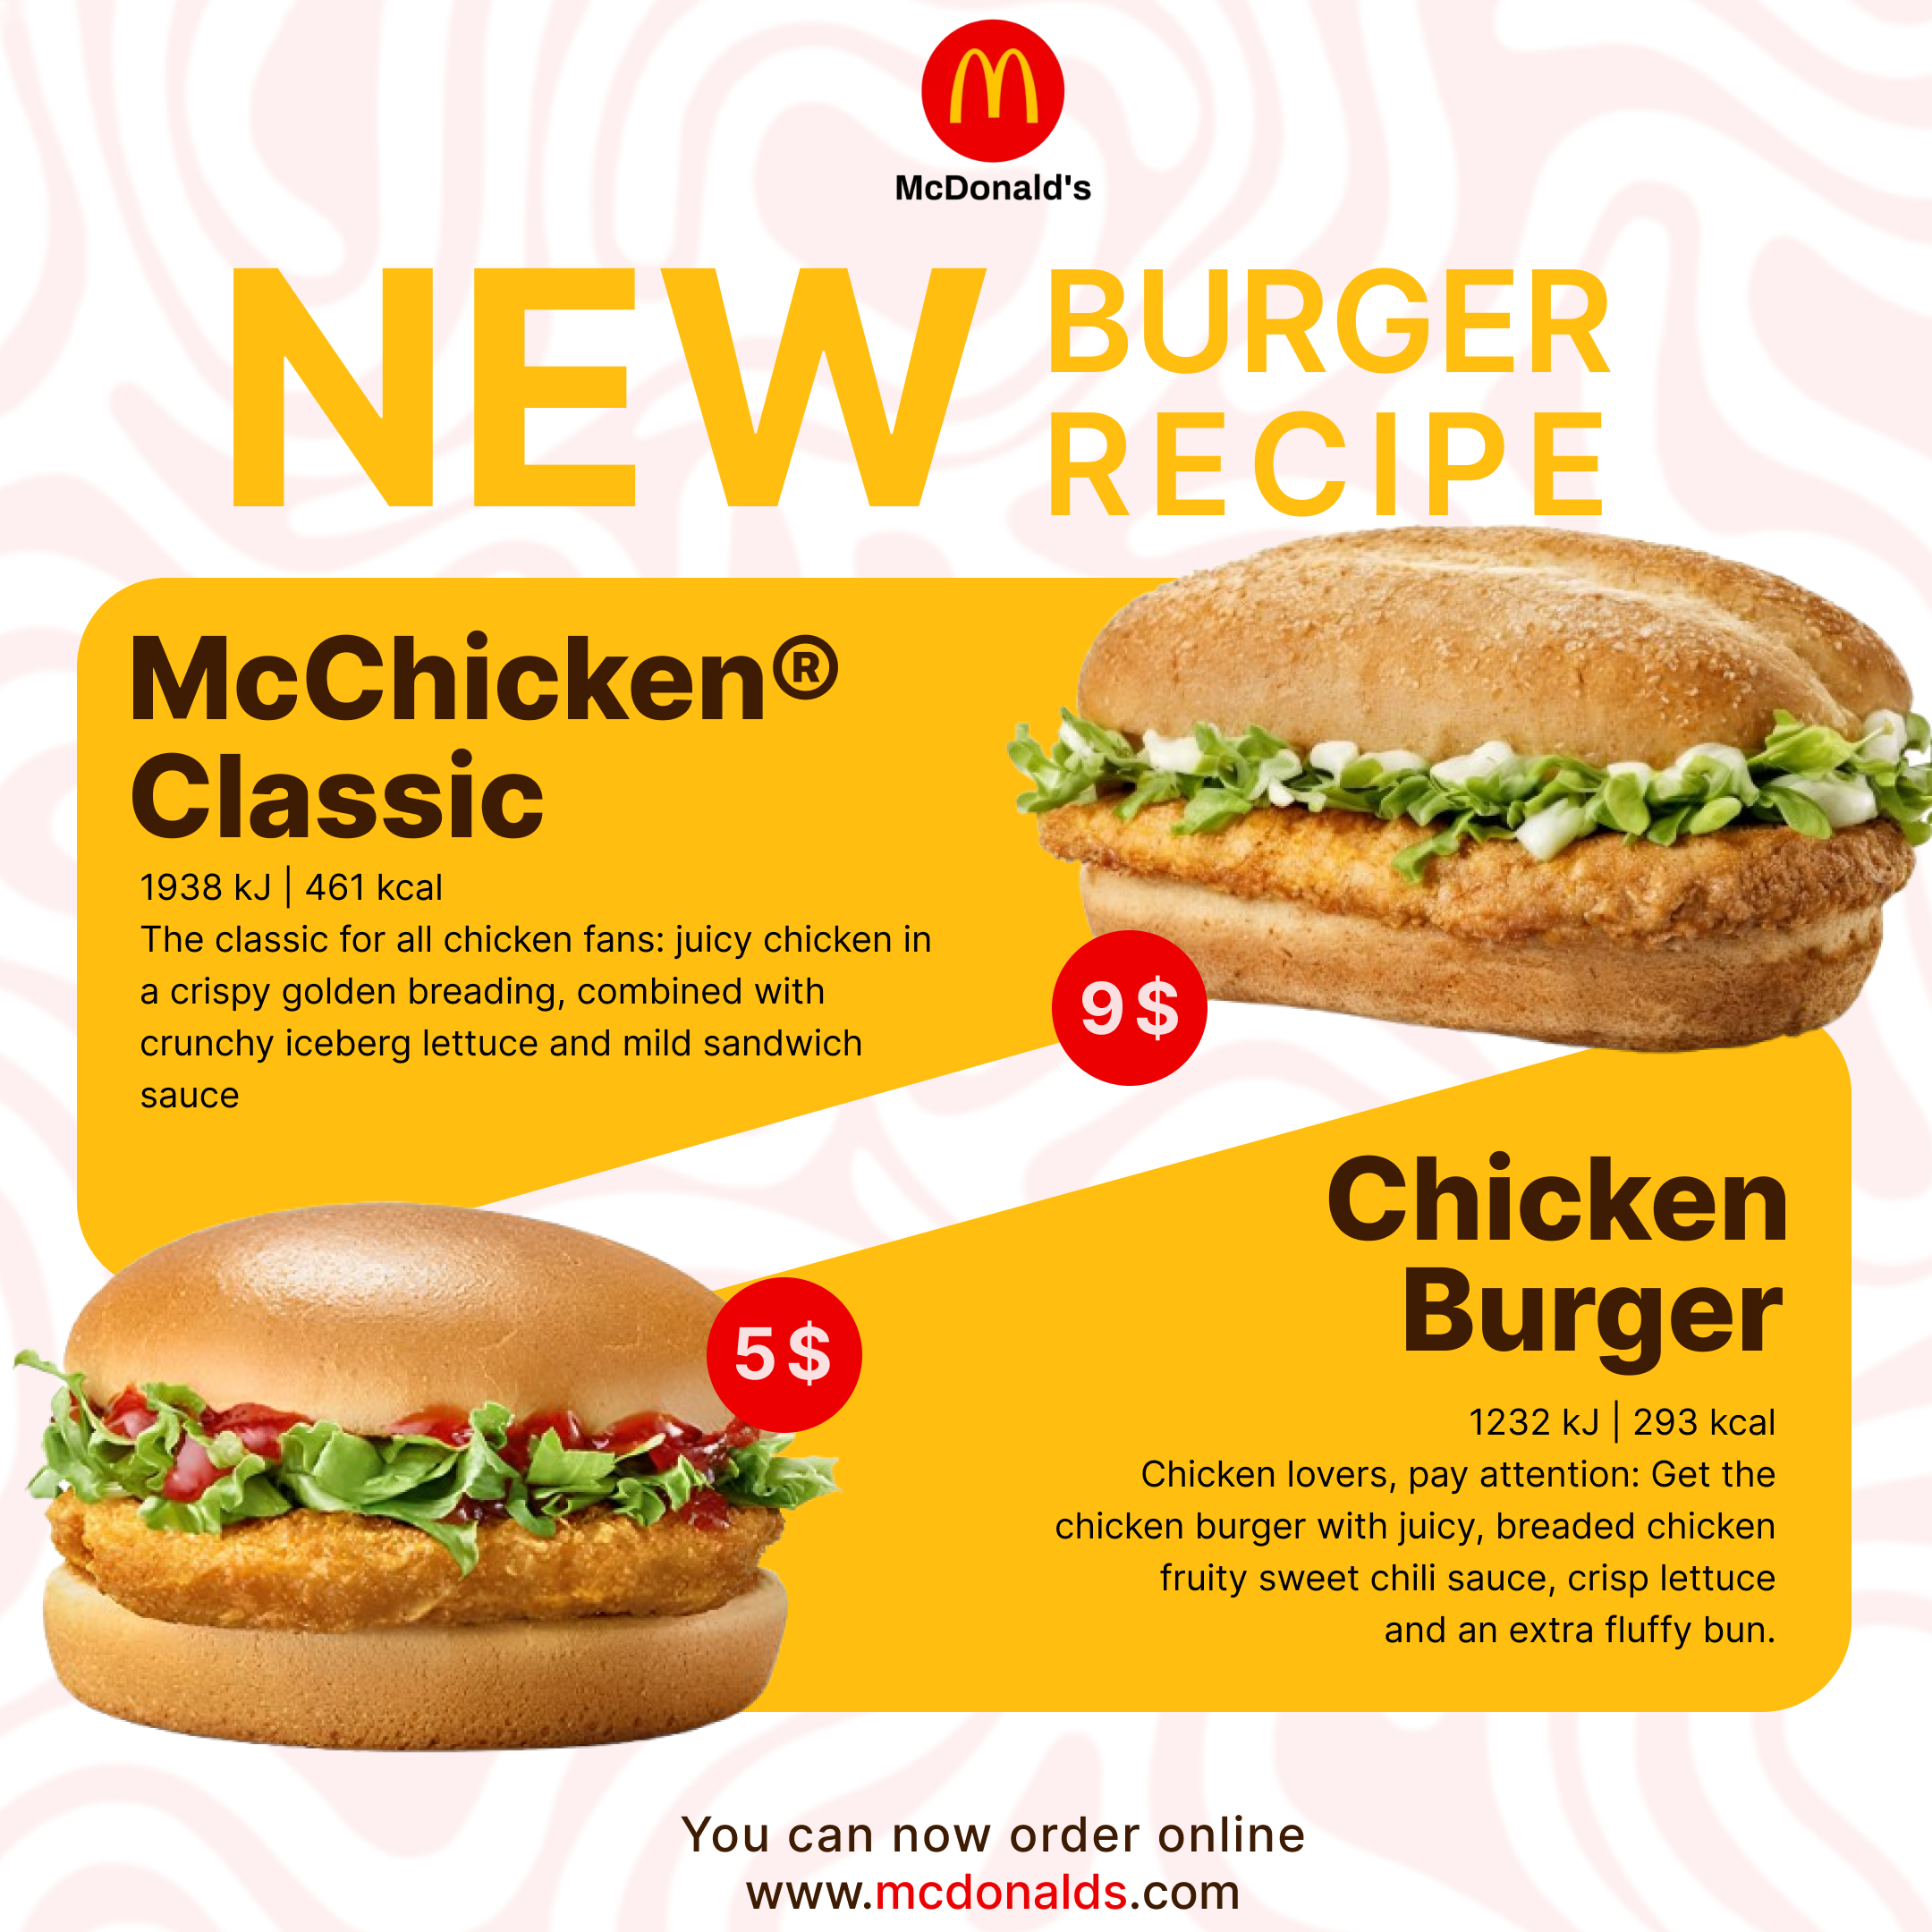 McDonald's
NEW
BURGER
RECIPE
McChicken®
Classic
1938 kJ | 461 kcal
The classic for all chicken fans: juicy chicken in
a crispy golden breading, combined with
crunchy iceberg lettuce and mild sandwich
sauce
9$
5$
Chicken
Burger
1232 kJ | 293 kcal
Chicken lovers, pay attention: Get the
chicken burger with juicy, breaded chicken
fruity sweet chili sauce, crisp lettuce
and an extra fluffy bun.
You can now order online
www.mcdonalds.com